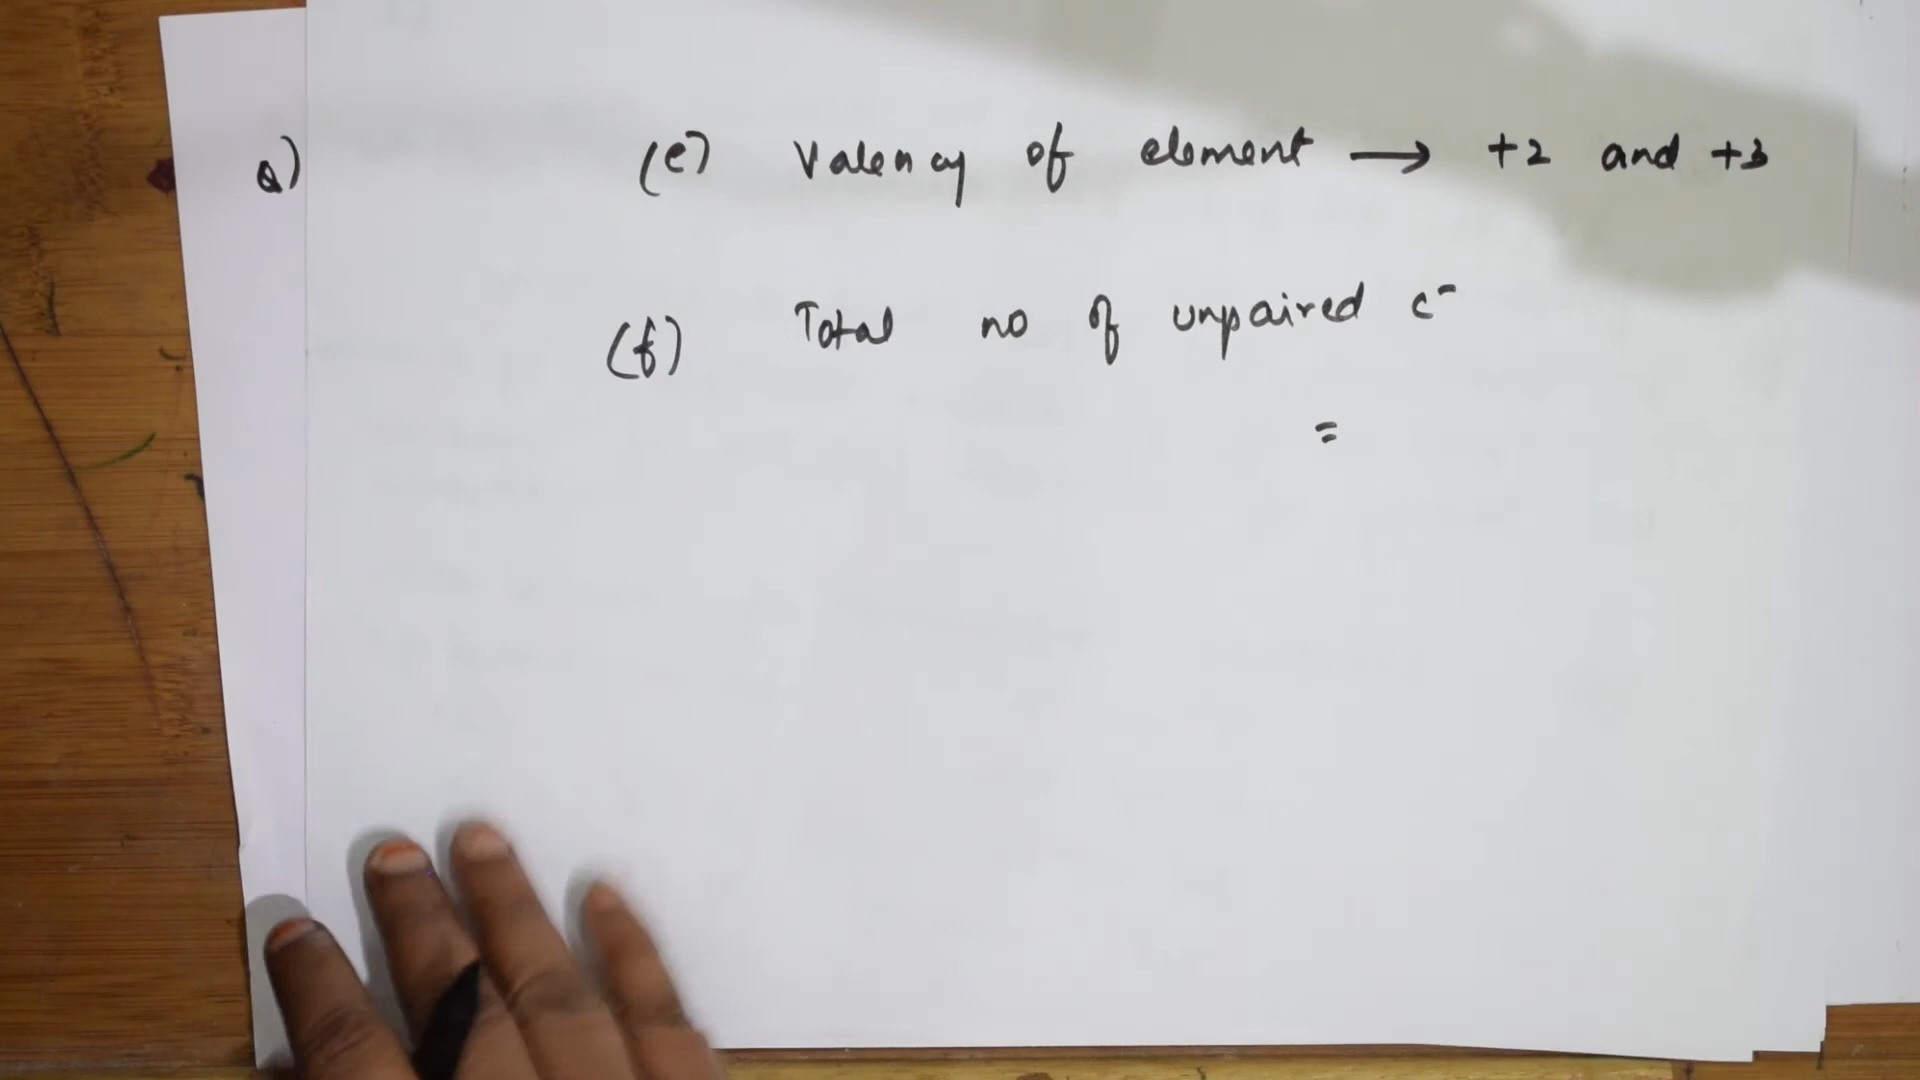 Q) (e) Valency of element → +2 and +3
(f) Total no of unpaired e-
=